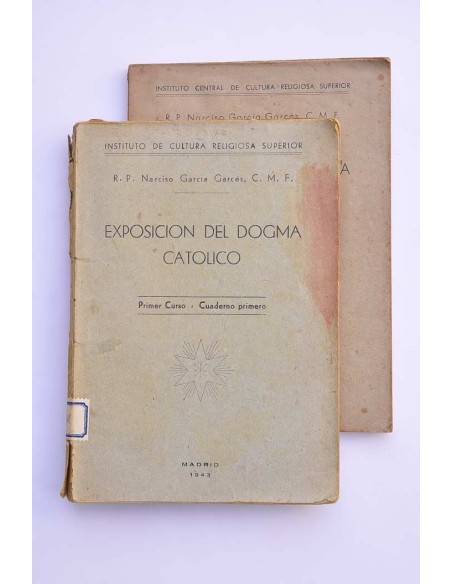 INSTITUTO CENTRAL DE CULTURA RELIGIOSA SUPERIOR
R. P. Narciso García Garcés, C. M. F.
A
INSTITUTO DE CULTURA RELIGIOSA SUPERIOR
R. P. Narciso García Garcés, C. M. F.
EXPOSICION DEL DOGMA
CATOLICO
Primer Curso - Cuaderno primero
MADRID
1943